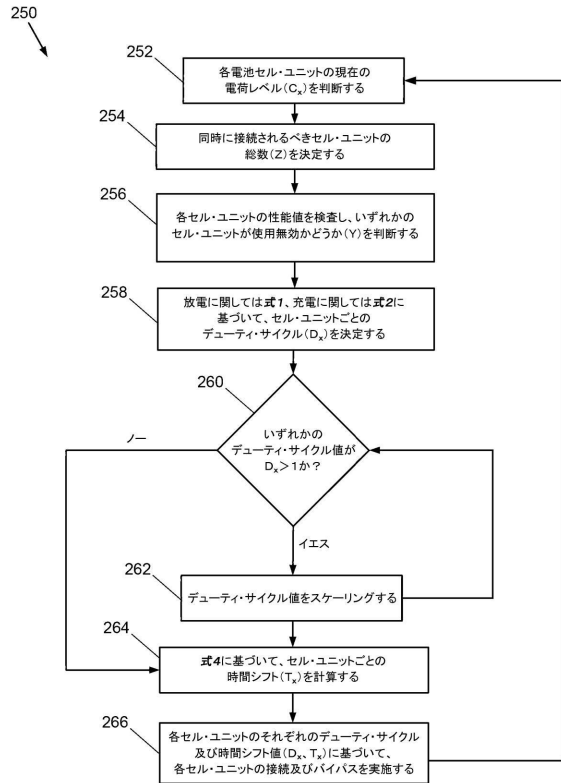 250
252
各電池セル・ユニットの現在の
電荷レベル(Cx)を判断する
254
同時に接続されるべきセル・ユニットの
総数(Z)を決定する
256
各セル・ユニットの性能値を検査し、いずれかの
セル・ユニットが使用無効かどうか(Y)を判断する
258
放電に関しては式1、充電に関しては式2に
基づいて、セル・ユニットごとの
デューティ・サイクル(Dx)を決定する
260
いずれかの
デューティ・サイクル値が
Dx>1か?
ノー
イエス
262
デューティ・サイクル値をスケーリングする
264
式4に基づいて、セル・ユニットごとの
時間シフト(Tx)を計算する
266
各セル・ユニットのそれぞれのデューティ・サイクル
及び時間シフト値(Dx、Tx)に基づいて、
各セル・ユニットの接続及びバイパスを実施する